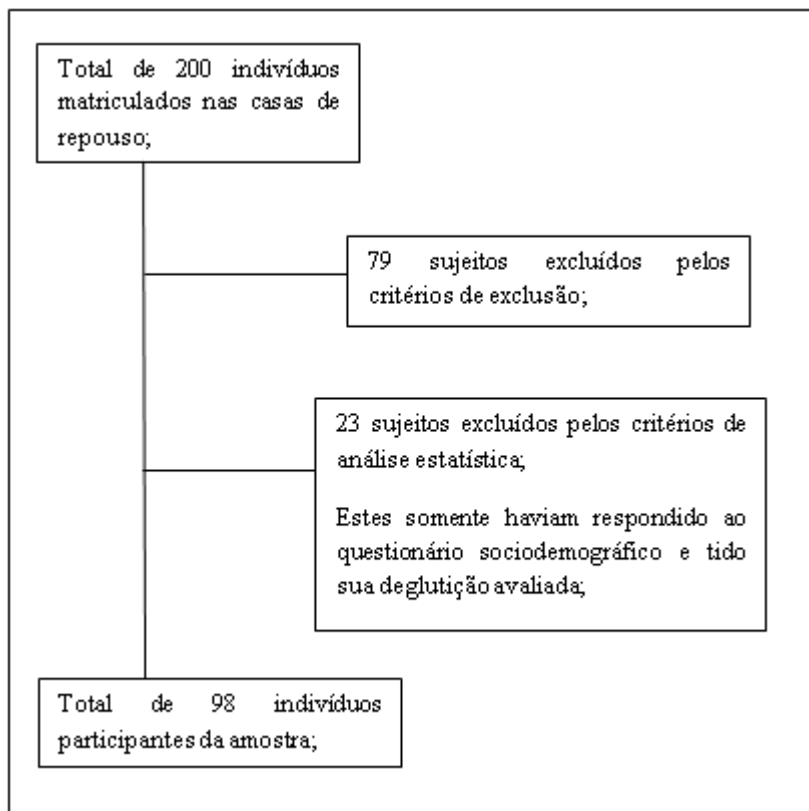 Total de 200 indivíduos
matriculados nas casas de
repouso;
79 sujeitos excluídos pelos
critérios de exclusão;
23 sujeitos excluídos pelos critérios de
análise estatística;
Estes somente haviam respondido ao
questionário sociodemográfico e tido
sua deglutição avaliada;
Total de 98 indivíduos
participantes da amostra;